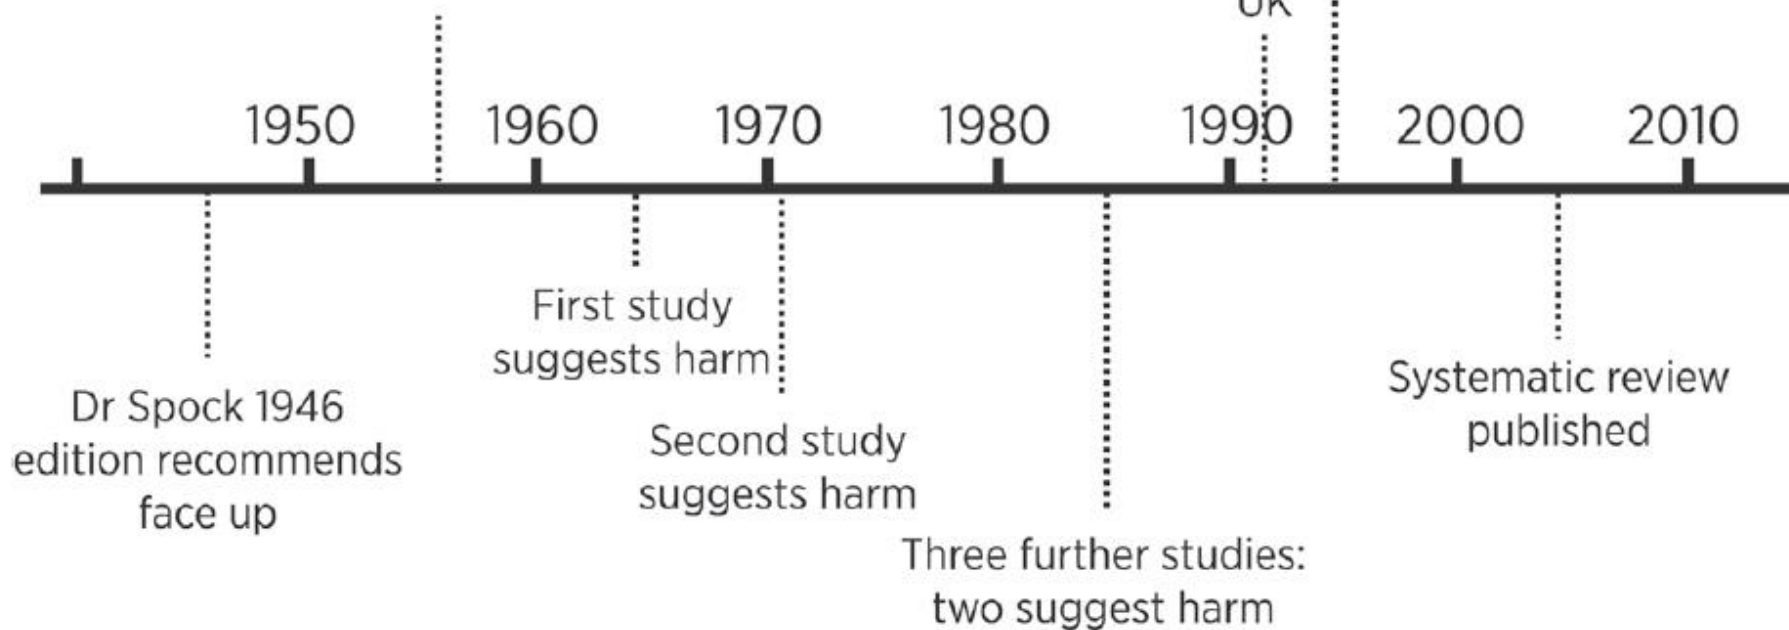 UK
1950 1960 1970 1980 1990 2000 2010
First study
suggests harm
Dr Spock 1946
edition recommends
face up
Second study
suggests harm
Systematic review
published
Three further studies:
two suggest harm